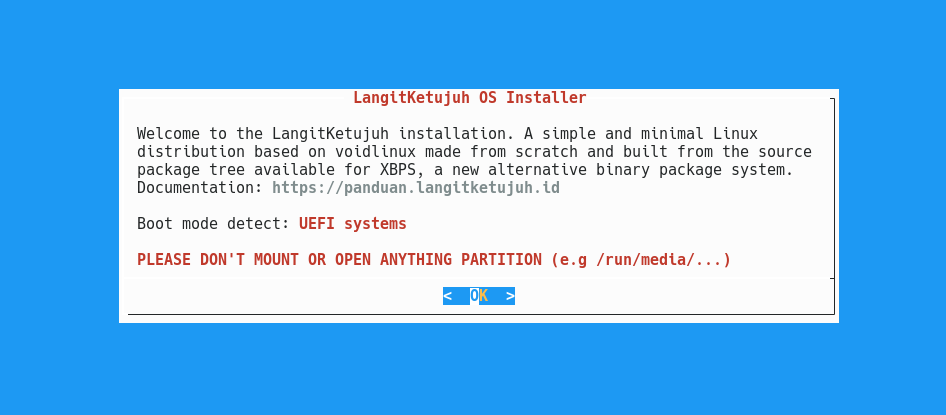 LangitKetujuh OS Installer
Welcome to the LangitKetujuh installation. A simple and minimal Linux
distribution based on voidlinux made from scratch and built from the source
package tree available for XBPS, a new alternative binary package system.
Documentation: https://panduan.langitketujuh.id
Boot mode detect: UEFI systems
PLEASE DON'T MOUNT OR OPEN ANYTHING PARTITION (e.g /run/media/...)
< OK >